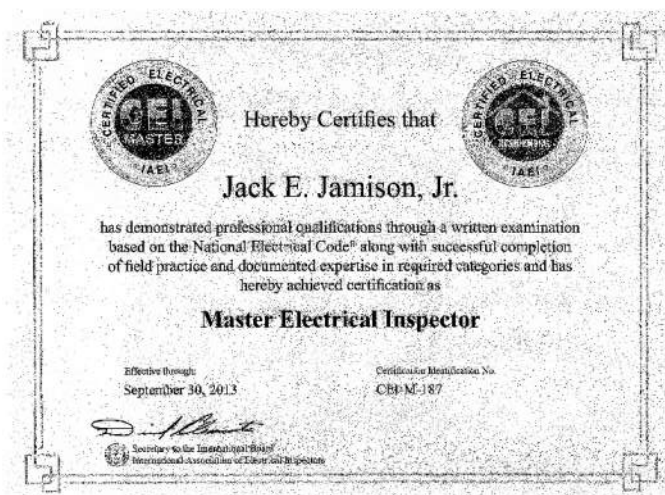 CERTIFIED ELECTRICAL
CEI
MASTER
IAEI
CERTIFIED ELECTRICAL
CEI
RESIDENTIAL
IAEI
Hereby Certifies that
Jack E. Jamison, Jr.
has demonstrated professional qualifications through a written examination
based on the National Electrical Code® along with successful completion
of field practice and documented expertise in required categories and has
hereby achieved certification as
Master Electrical Inspector
Effective through:
September 30, 2013
Certification Identification No.
CEI-M-187
Secretary to the International Board
International Association of Electrical Inspectors